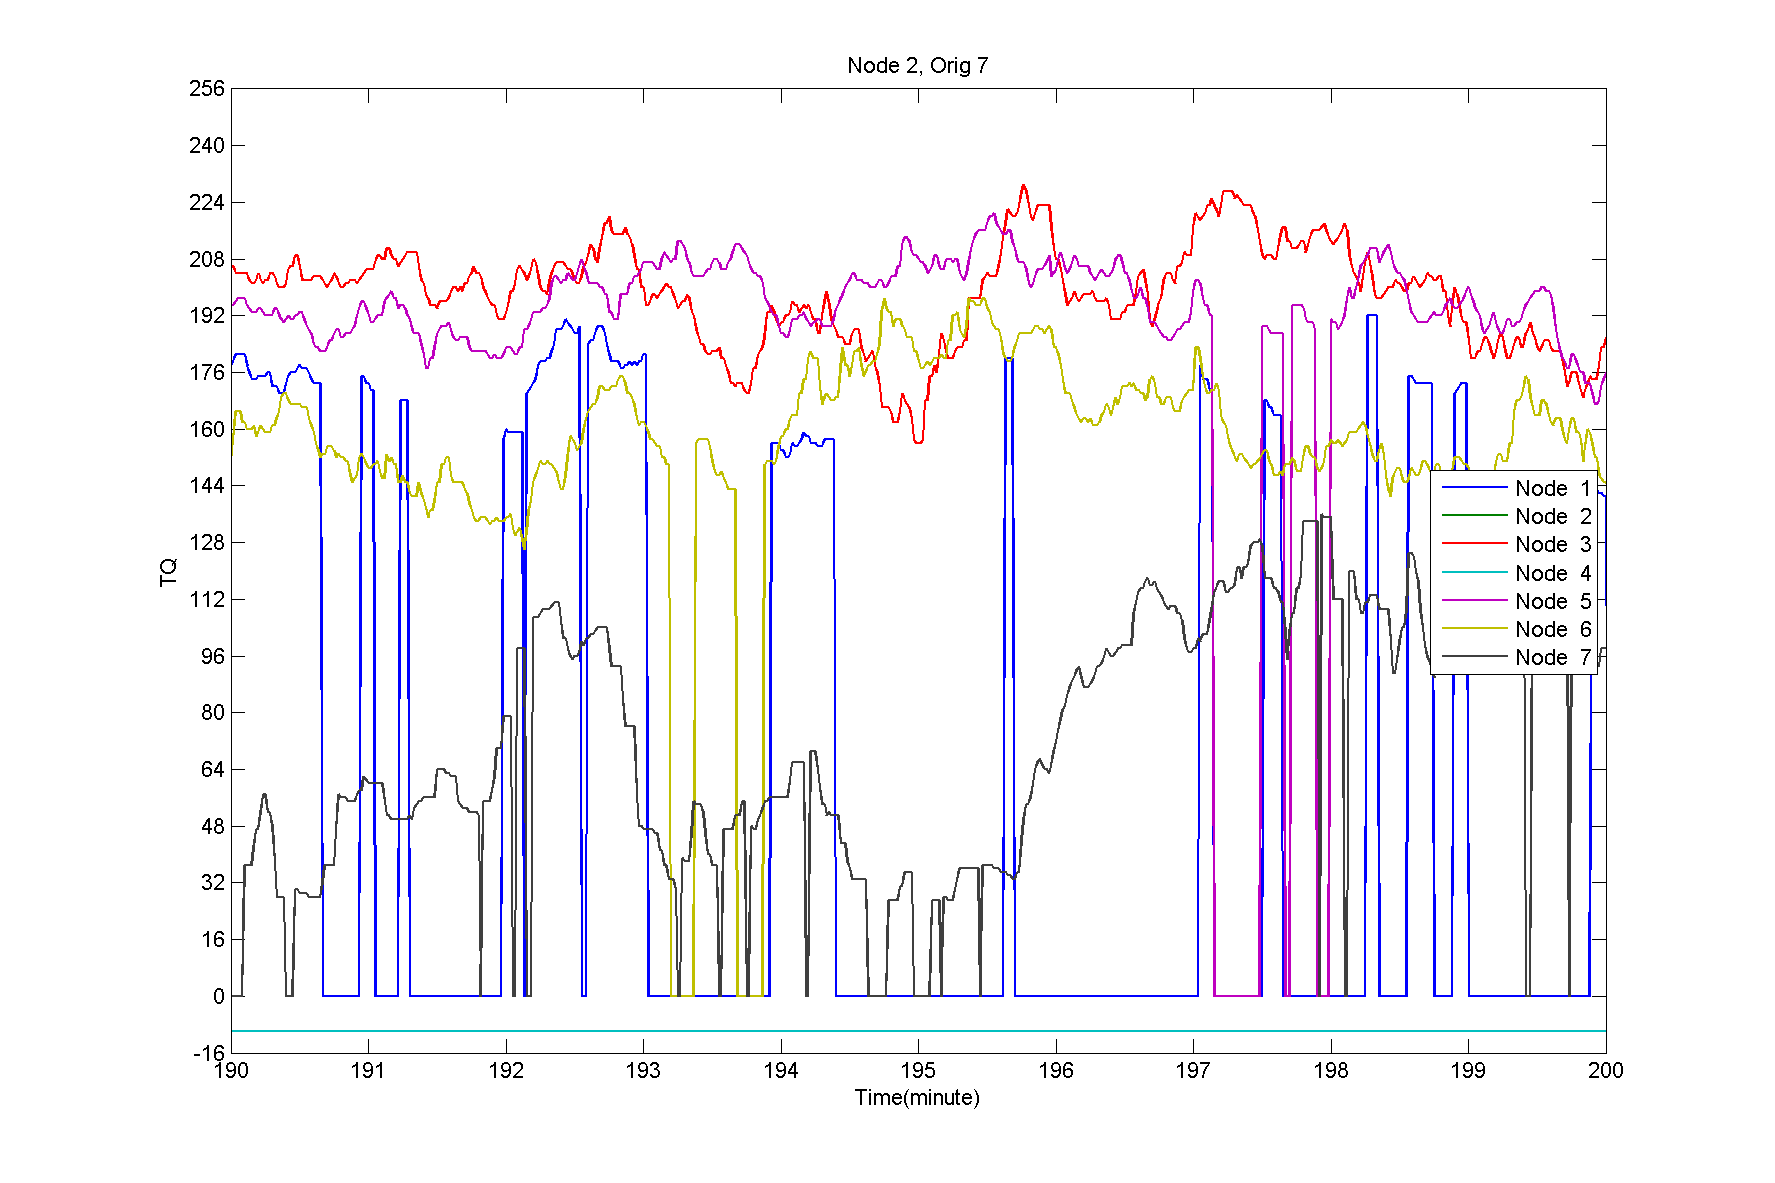 Node 2, Orig 7
256
240
224
208
192
176
160
144
128
112
96
80
64
48
32
16
0
-16
TQ
Node 1
Node 2
Node 3
Node 4
Node 5
Node 6
Node 7
190 191 192 193 194 195 196 197 198 199 200
Time(minute)